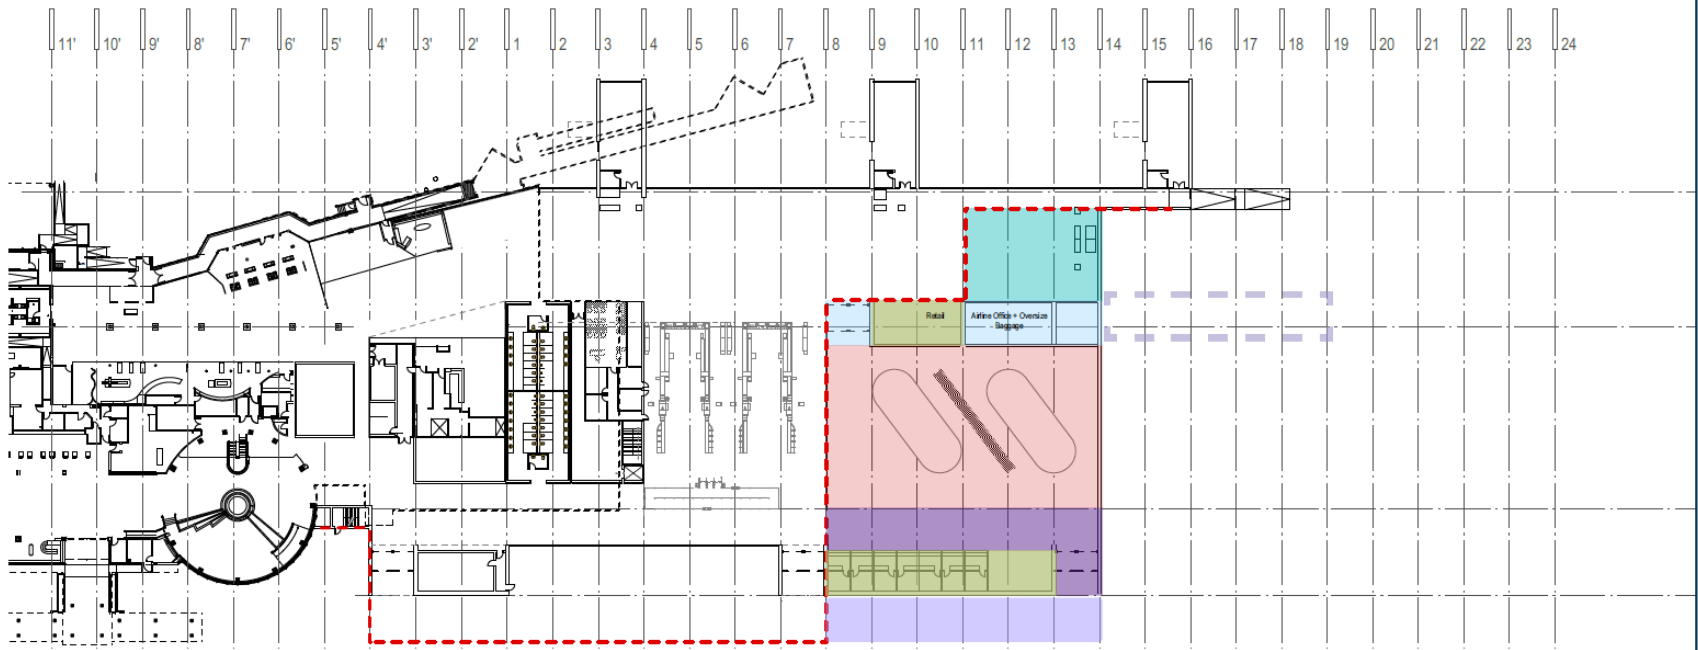 11' 10' 9' 8' 7' 6' 5' 4' 3' 2' 1 2 3 4 5 6 7 8 9 10 11 12 13 14 15 16 17 18 19 20 21 22 23 24
Retail
Airline Office + Oversize
Baggage